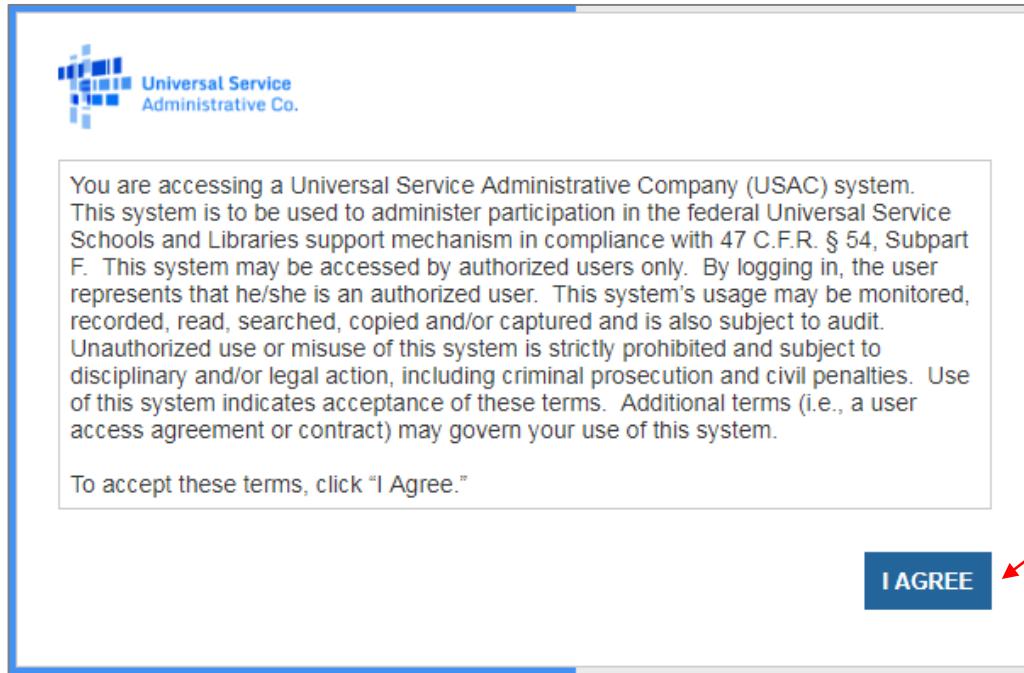 Universal Service
Administrative Co.
You are accessing a Universal Service Administrative Company (USAC) system.
This system is to be used to administer participation in the federal Universal Service
Schools and Libraries support mechanism in compliance with 47 C.F.R. § 54, Subpart
F.  This system may be accessed by authorized users only.  By logging in, the user
represents that he/she is an authorized user.  This system’s usage may be monitored,
recorded, read, searched, copied and/or captured and is also subject to audit.
Unauthorized use or misuse of this system is strictly prohibited and subject to
disciplinary and/or legal action, including criminal prosecution and civil penalties.  Use
of this system indicates acceptance of these terms.  Additional terms (i.e., a user
access agreement or contract) may govern your use of this system.
To accept these terms, click “I Agree.”
I AGREE